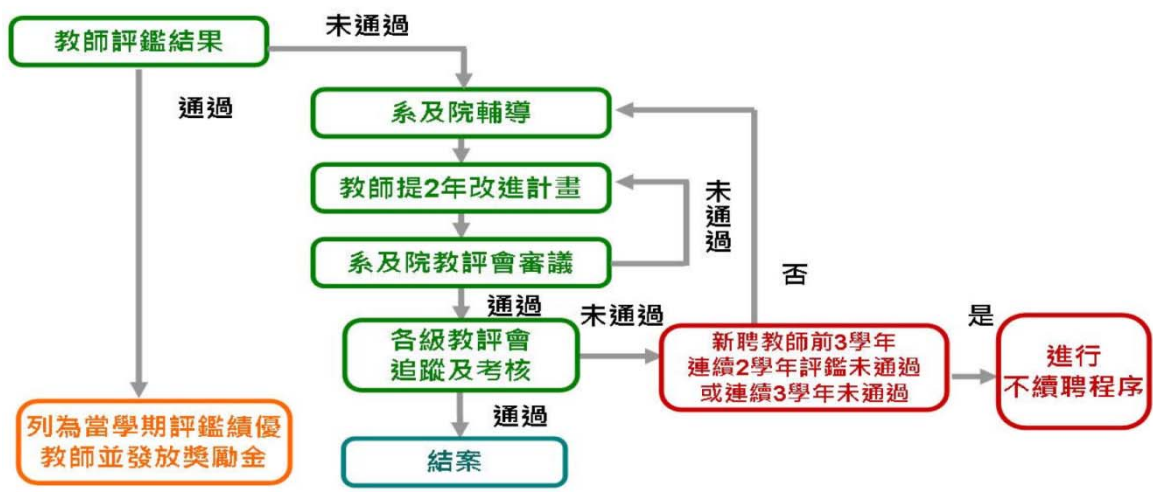 未通過
教師評鑑結果
通過
系及院輔導
教師提2年改進計畫
未通過
系及院教評會審議
否
通過
未通過
是
各級教評會
追蹤及考核
新聘教師前3學年
連續2學年評鑑未通過
或連續3學年未通過
進行
不續聘程序
通過
列為當學期評鑑績優
教師並發放獎勵金
結案